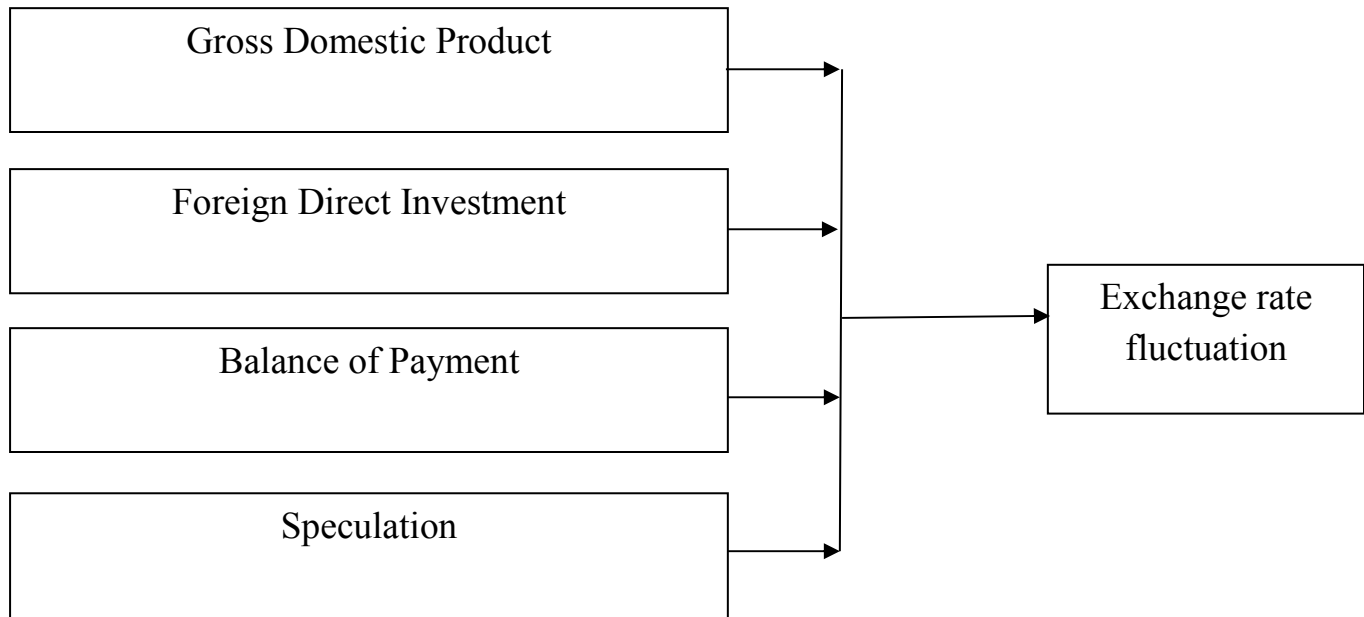 Gross Domestic Product
Foreign Direct Investment
Balance of Payment
Speculation
Exchange rate
fluctuation